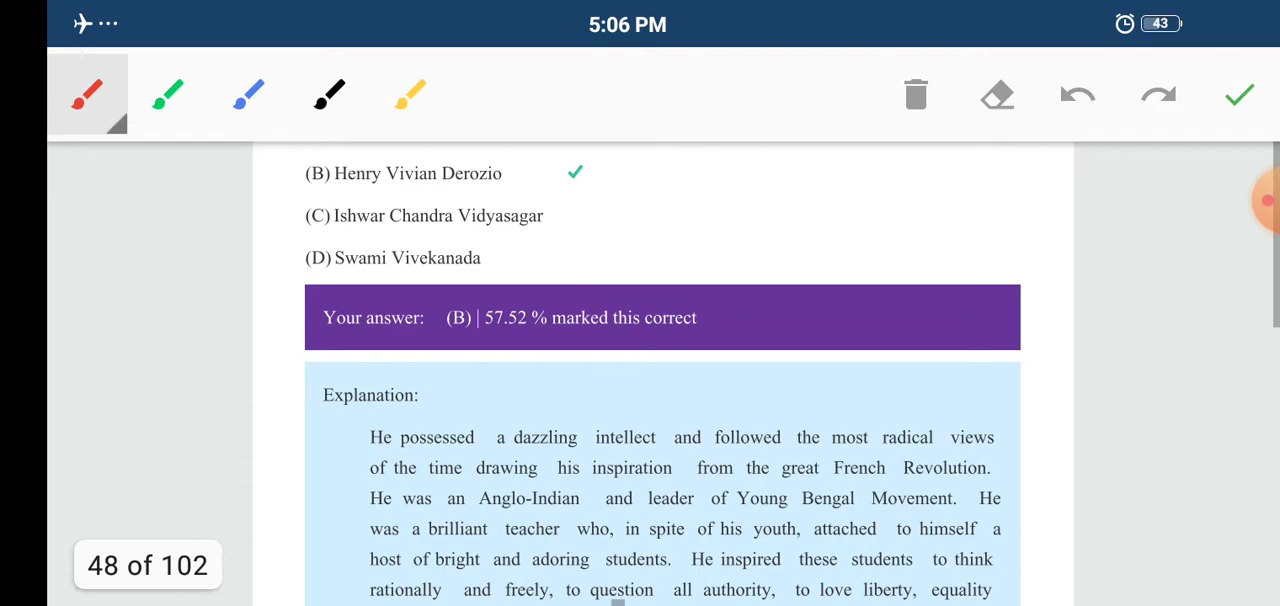 5:06 PM
43
(B) Henry Vivian Derozio
(C) Ishwar Chandra Vidyasagar
(D) Swami Vivekanada
Your answer: (B) | 57.52 % marked this correct
Explanation:
He possessed a dazzling intellect and followed the most radical views
of the time drawing his inspiration from the great French Revolution.
He was an Anglo-Indian and leader of Young Bengal Movement. He
was a brilliant teacher who, in spite of his youth, attached to himself a
host of bright and adoring students. He inspired these students to think
rationally and freely, to question all authority, to love liberty, equality
48 of 102